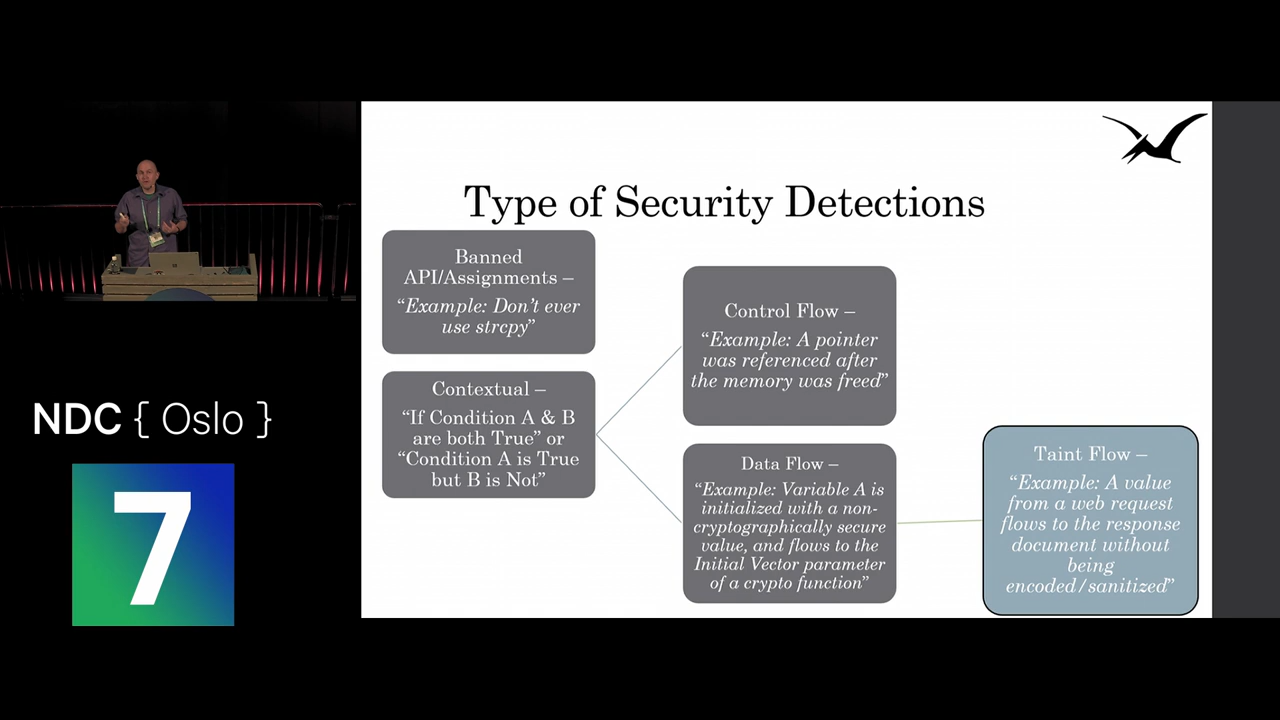 Type of Security Detections
Banned
API/Assignments –
“Example: Don’t ever
use strcpy”
Contextual –
“If Condition A & B
are both True” or
“Condition A is True
but B is Not”
Control Flow –
“Example: A pointer
was referenced after
the memory was freed”
Data Flow –
“Example: Variable A is
initialized with a non-
cryptographically secure
value, and flows to the
Initial Vector parameter
of a crypto function”
Taint Flow –
“Example: A value
from a web request
flows to the response
document without
being
encoded/sanitized”
NDC { Oslo }
7